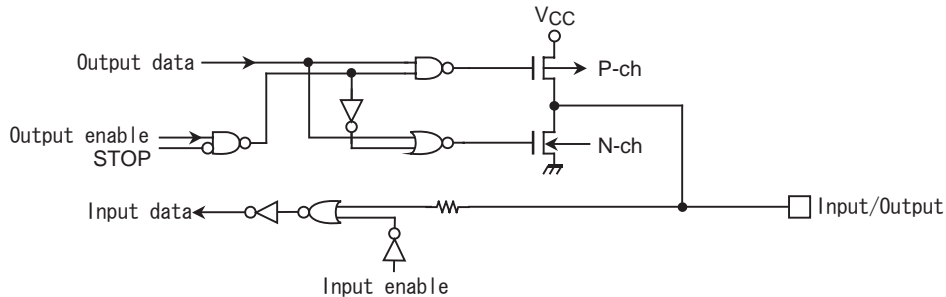 VCC
Output data
P-ch
Output enable
STOP
N-ch
Input data
Input/Output
Input enable